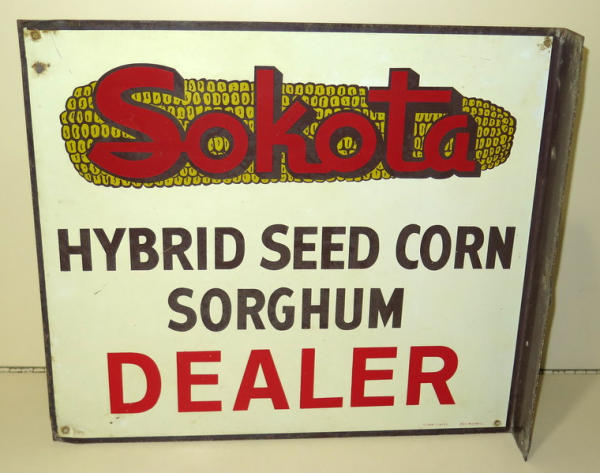 Sokota
HYBRID SEED CORN
SORGHUM
DEALER